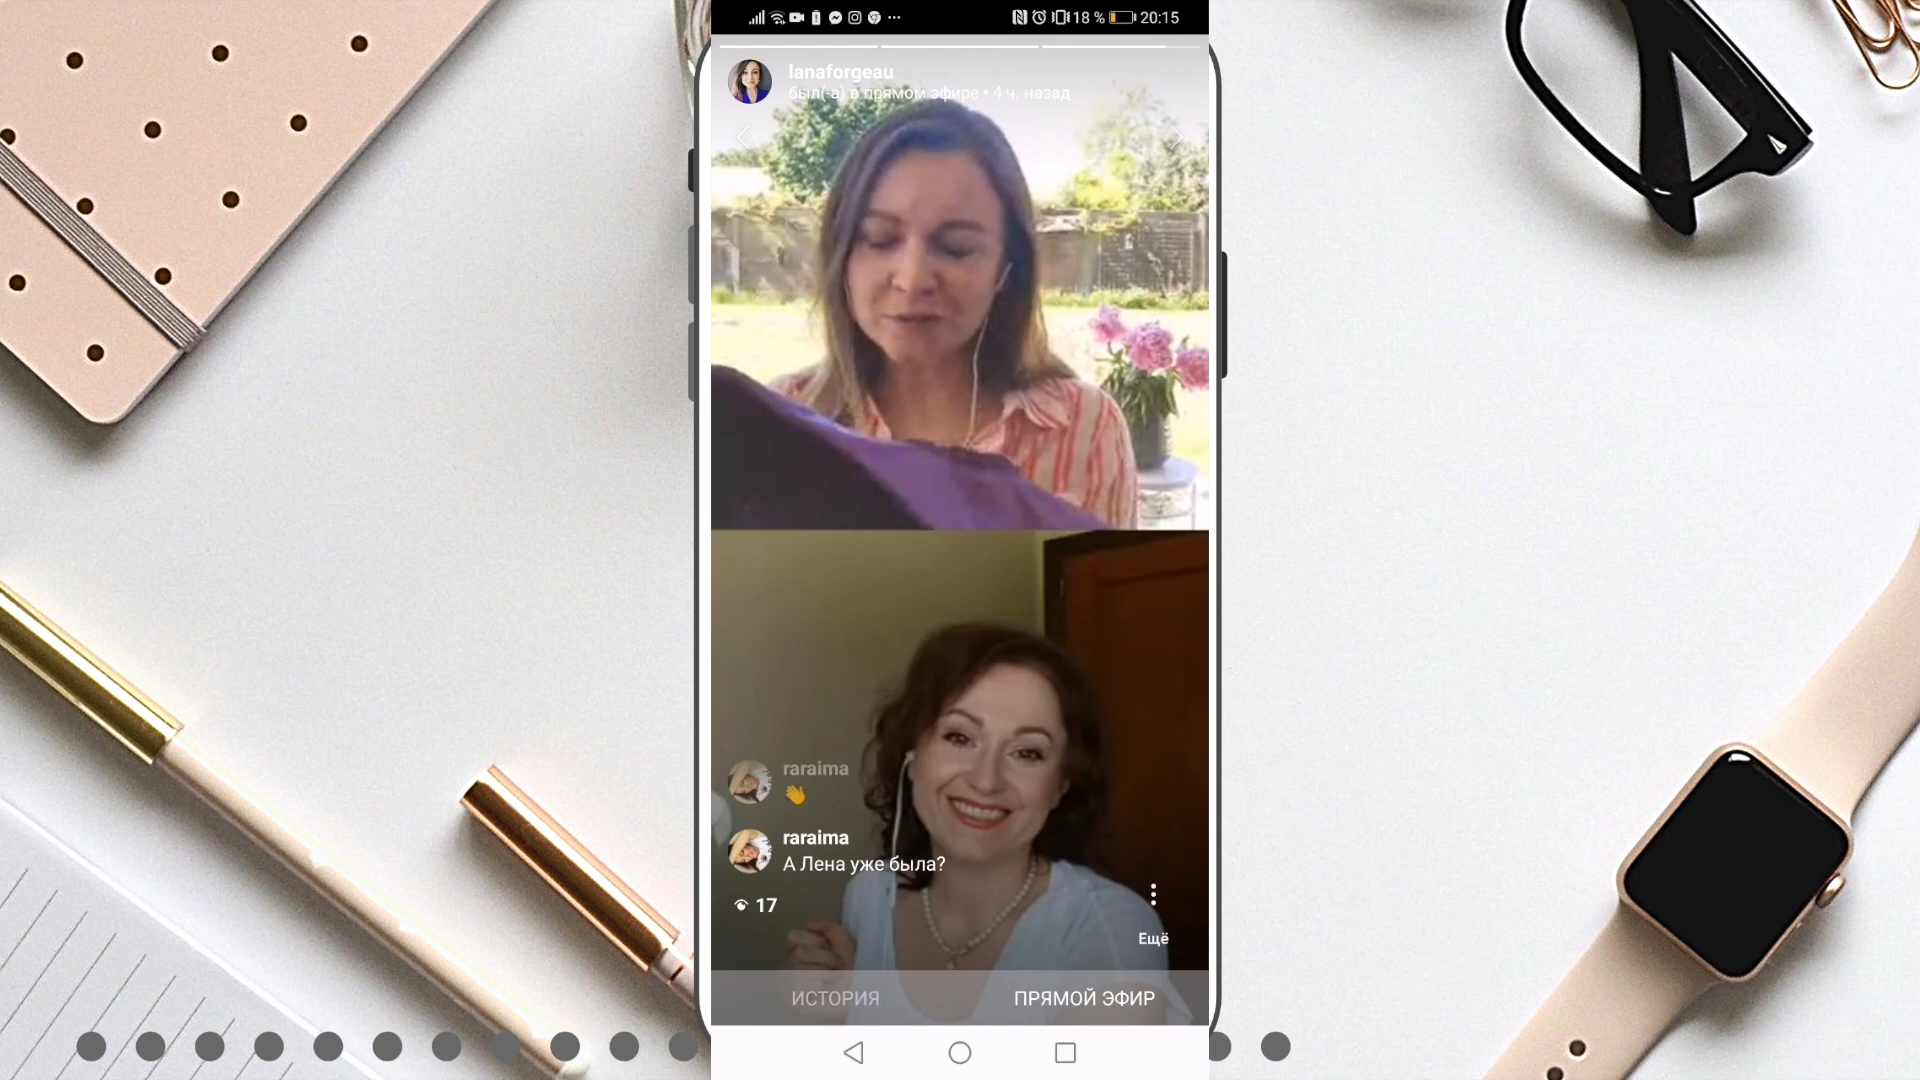 18 % 20:15
lanaforgeau
был(-а) в прямом эфире • 4 ч. назад
raraima
👋
raraima
А Лена уже была?
17
Ещё
ИСТОРИЯ ПРЯМОЙ ЭФИР